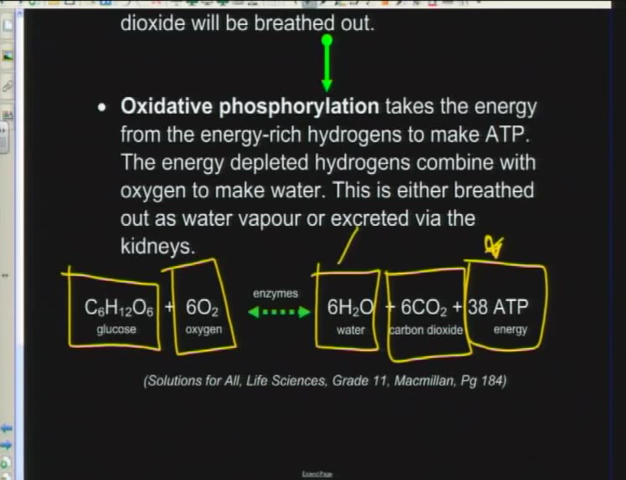 dioxide will be breathed out.
• Oxidative phosphorylation takes the energy
from the energy-rich hydrogens to make ATP.
The energy depleted hydrogens combine with
oxygen to make water. This is either breathed
out as water vapour or excreted via the
kidneys.
enzymes
C₆H₁₂O₆ + 6O₂ 6H₂O + 6CO₂ + 38 ATP
glucose oxygen water carbon dioxide energy
(Solutions for All, Life Sciences, Grade 11, Macmillan, Pg 184)
Extend Page